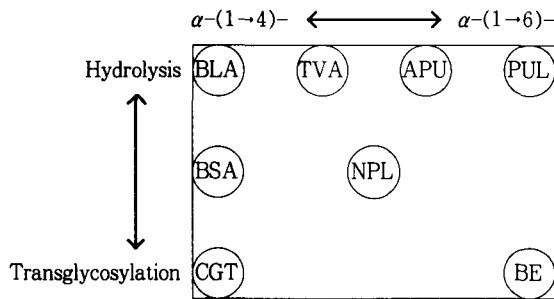 α-(1→4)- α-(1→6)-
Hydrolysis BLA TVA APU PUL
BSA NPL
Transglycosylation CGT BE